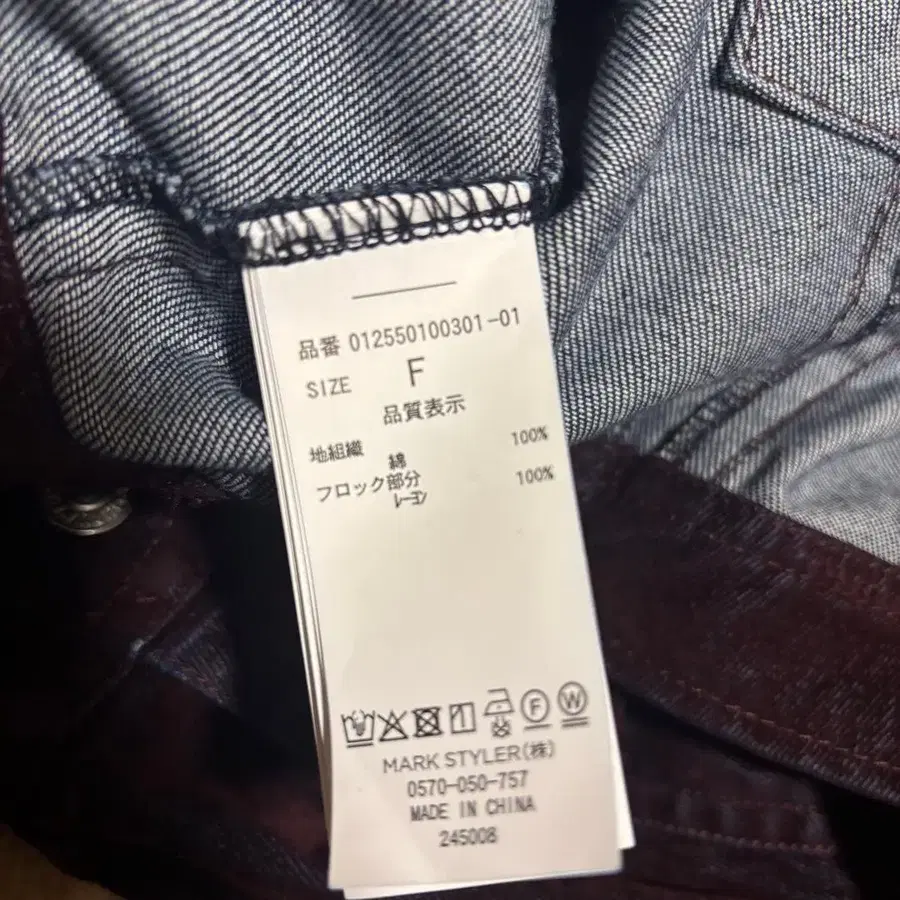 品番 012550100301-01
SIZE F
品質表示
地組織
綿 100%
フロック部分
レーヨン 100%
F W
MARK STYLER(株)
0570-050-757
MADE IN CHINA
245008